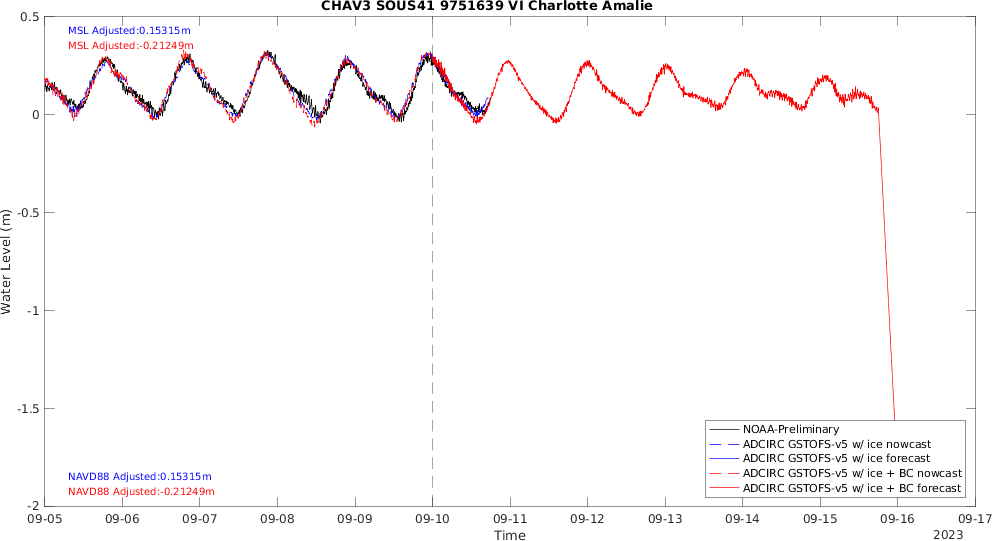 CHAV3 SOUS41 9751639 VI Charlotte Amalie
MSL Adjusted:0.15315m
MSL Adjusted:-0.21249m
0.5
0
-0.5
-1
-1.5
-2
Water Level (m)
NAVD88 Adjusted:0.15315m
NAVD88 Adjusted:-0.21249m
NOAA-Preliminary
ADCIRC GSTOFS-v5 w/ ice nowcast
ADCIRC GSTOFS-v5 w/ ice forecast
ADCIRC GSTOFS-v5 w/ ice + BC nowcast
ADCIRC GSTOFS-v5 w/ ice + BC forecast
09-05 09-06 09-07 09-08 09-09 09-10 09-11 09-12 09-13 09-14 09-15 09-16 09-17
Time
2023